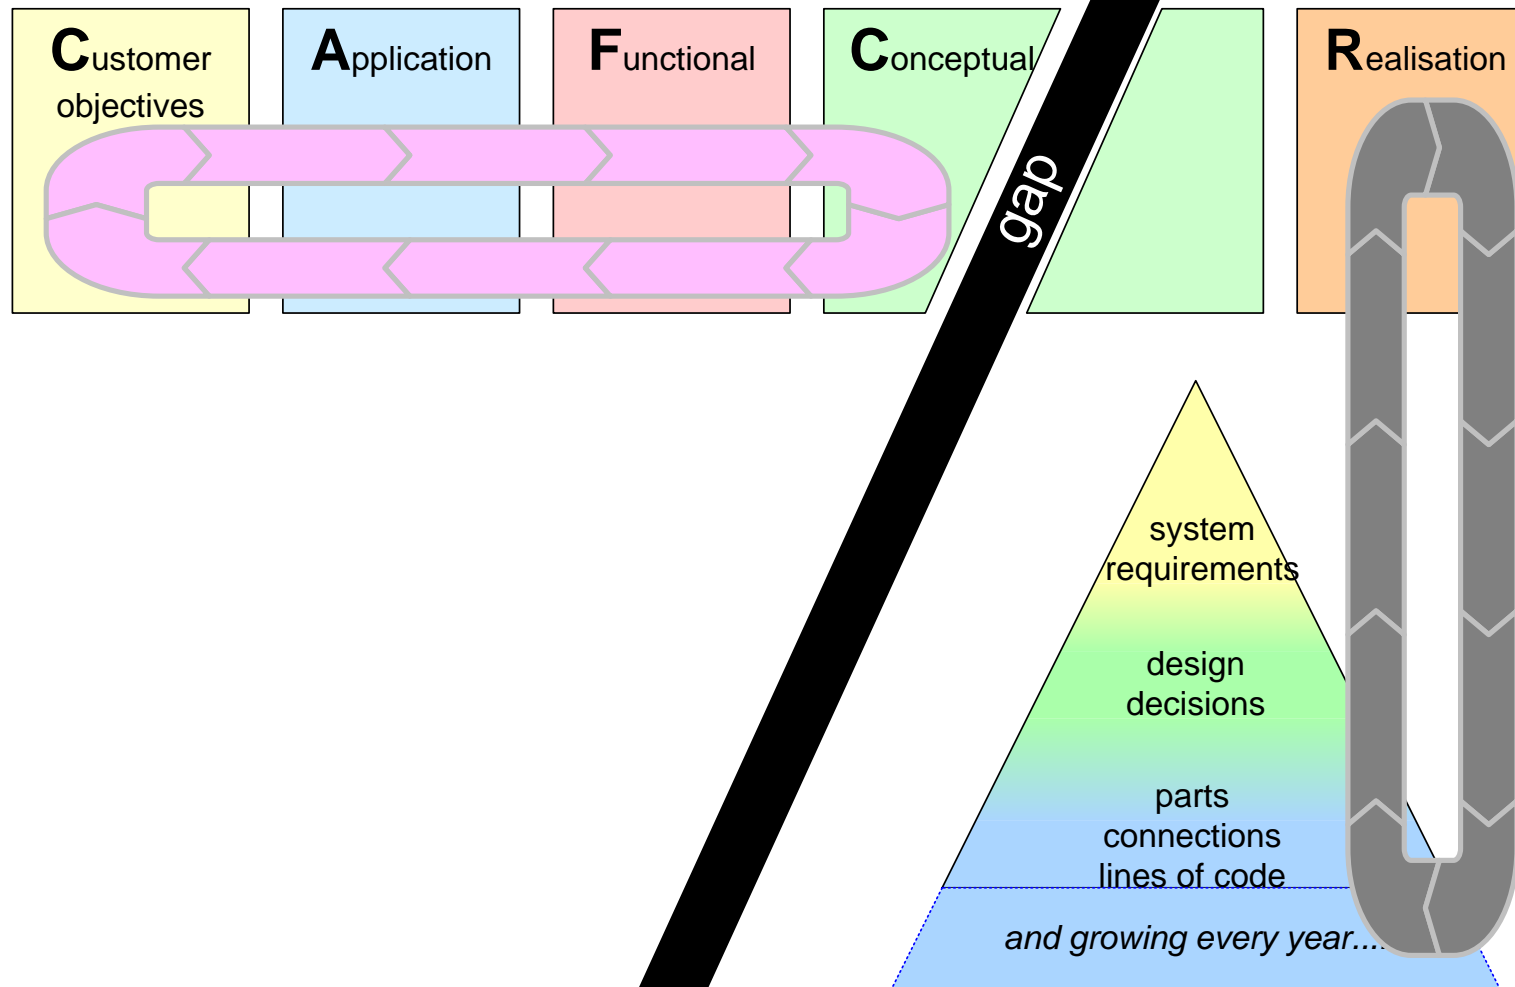 Customer
objectives
Application
Functional
Conceptual
Realisation
gap
system
requirements
design
decisions
parts
connections
lines of code
and growing every year....